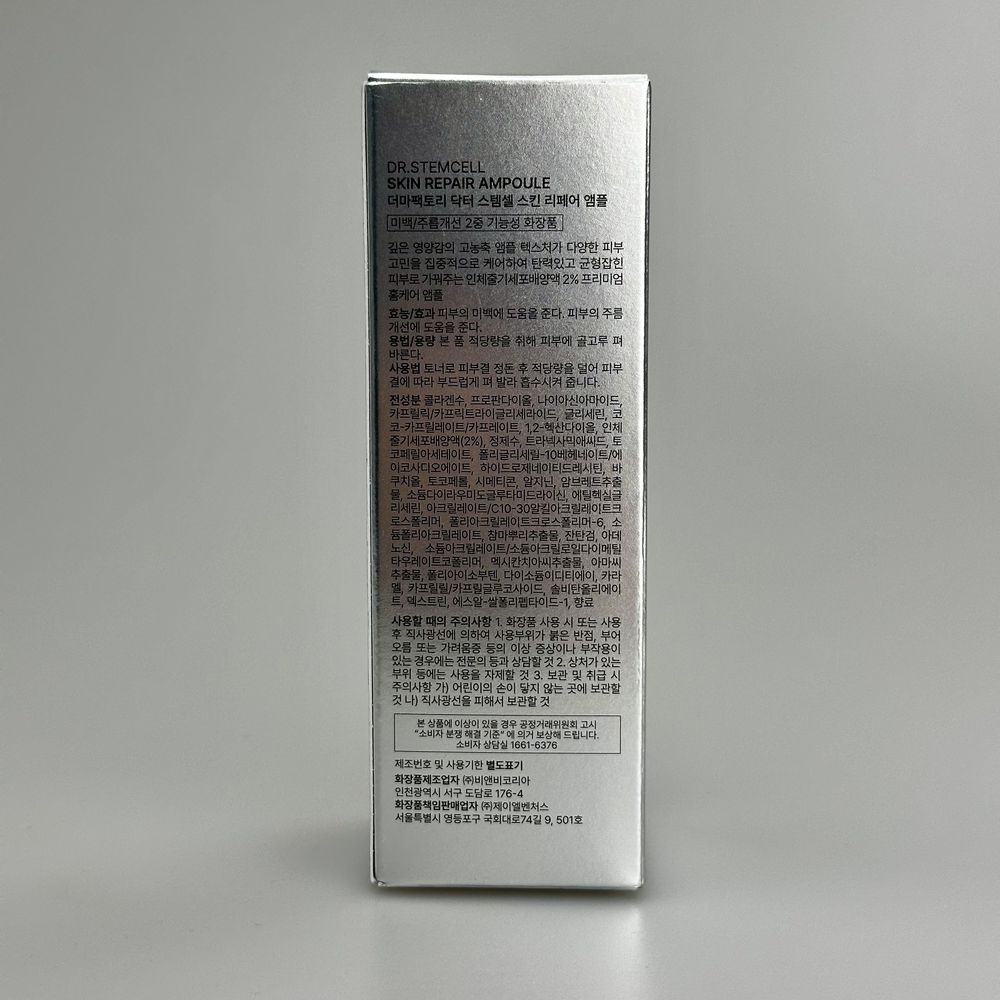 DR.STEMCELL
SKIN REPAIR AMPOULE
더마팩토리 닥터 스템셀 스킨 리페어 앰플
미백/주름개선 2중 기능성 화장품
깊은 영양감의 고농축 앰플 텍스처가 다양한 피부
고민을 집중적으로 케어하여 탄력있고 균형잡힌
피부로 가꿔주는 인체줄기세포배양액 2% 프리미엄
홈케어 앰플
효능/효과 피부의 미백에 도움을 준다. 피부의 주름
개선에 도움을 준다.
용법/용량 본 품 적당량을 취해 피부에 골고루 펴
바른다.
사용법 토너로 피부결 정돈 후 적당량을 덜어 피부
결에 따라 부드럽게 펴 발라 흡수시켜 줍니다.
전성분 콜라겐수, 프로판다이올, 나이아신아마이드,
카프릴릭/카프릭트라이글리세라이드, 글리세린, 코
코-카프릴레이트/카프레이트, 1,2-헥산다이올, 인체
줄기세포배양액(2%), 정제수, 트라넥사믹애씨드, 토
코페릴아세테이트, 폴리글리세릴-10베헤네이트/에
이코사디오에이트, 하이드로제네이티드레시틴, 바
쿠치올, 토코페롤, 시메티콘, 알지닌, 암브레트추출
물, 소듐다이라우미도글루타미드라이신, 에틸헥실글
리세린, 아크릴레이트/C10-30알킬아크릴레이트크
로스폴리머, 폴리아크릴레이트크로스폴리머-6, 소
듐폴리아크릴레이트, 참마뿌리추출물, 잔탄검, 아데
노신, 소듐아크릴레이트/소듐아크릴로일다이메틸
타우레이트코폴리머, 멕시칸치아씨추출물, 아마씨
추출물, 폴리아이소부텐, 다이소듐이디티에이, 카라
멜, 카프릴릴/카프릴글루코사이드, 솔비탄올리에이
트, 덱스트린, 에스알-쌀폴리펩타이드-1, 향료
사용할 때의 주의사항 1. 화장품 사용 시 또는 사용
후 직사광선에 의하여 사용부위가 붉은 반점, 부어
오름 또는 가려움증 등의 이상 증상이나 부작용이
있는 경우에는 전문의 등과 상담할 것 2. 상처가 있는
부위 등에는 사용을 자제할 것 3. 보관 및 취급 시
주의사항 가) 어린이의 손이 닿지 않는 곳에 보관할
것 나) 직사광선을 피해서 보관할 것
본 상품에 이상이 있을 경우 공정거래위원회 고시
“소비자 분쟁 해결 기준” 에 의거 보상해 드립니다.
소비자 상담실 1661-6376
제조번호 및 사용기한 별도표기
화장품제조업자 ㈜비앤비코리아
인천광역시 서구 도담로 176-4
화장품책임판매업자 ㈜제이엘벤처스
서울특별시 영등포구 국회대로74길 9, 501호